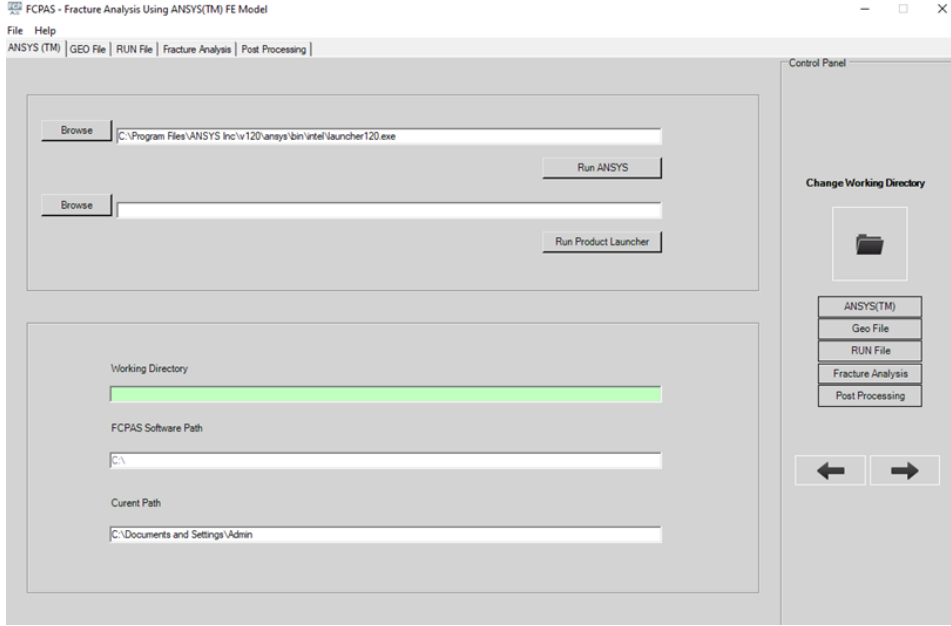 FCPAS - Fracture Analysis Using ANSYS(TM) FE Model
File Help
ANSYS (TM) GEO File RUN File Fracture Analysis Post Processing
Control Panel
Browse C:\Program Files\ANSYS Inc\v120\ansys\bin\intel\launcher120.exe
Run ANSYS
Browse
Run Product Launcher
Change Working Directory
ANSYS(TM)
Geo File
RUN File
Fracture Analysis
Post Processing
Working Directory
FCPAS Software Path
C:\
Curent Path
C:\Documents and Settings\Admin